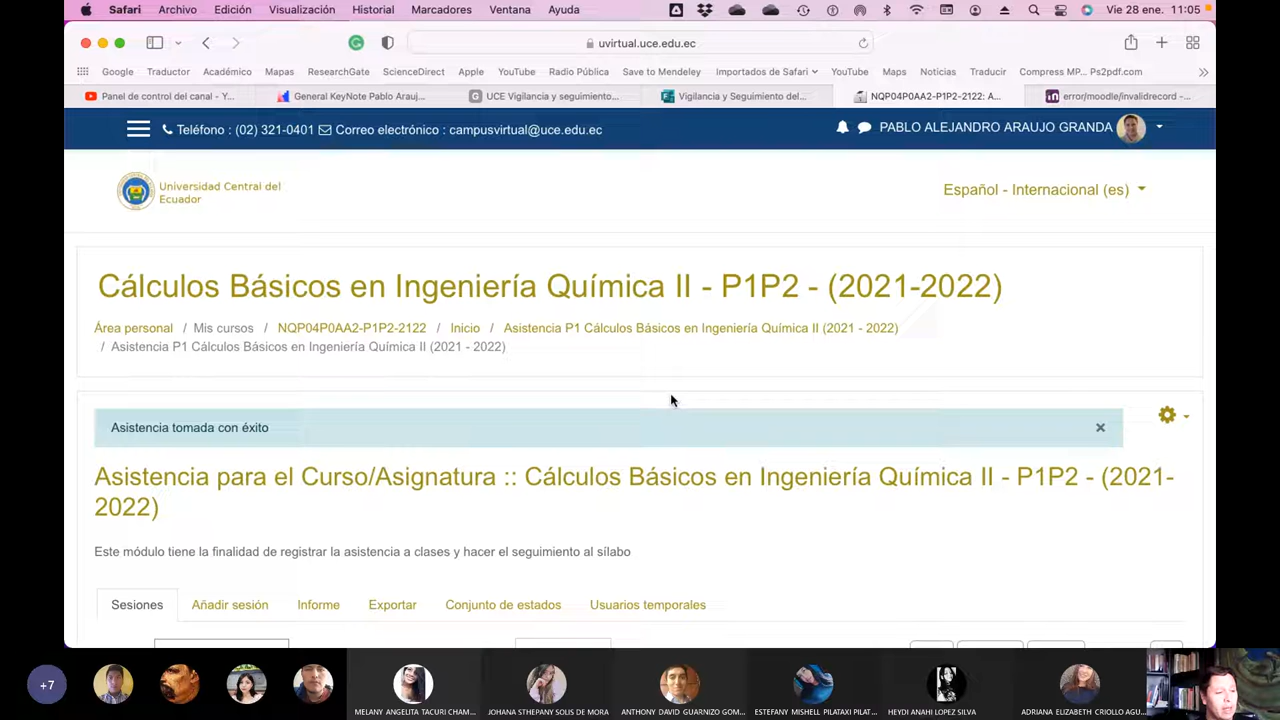 Safari Archivo Edición Visualización Historial Marcadores Ventana Ayuda Vie 28 ene. 11:05
uvirtual.uce.edu.ec
Google Traductor Académico Mapas ResearchGate ScienceDirect Apple YouTube Radio Pública Save to Mendeley Importados de Safari YouTube Maps Noticias Traducir Compress MP... Ps2pdf.com
Panel de control del canal - Y... General KeyNote Pablo Arauj... UCE Vigilancia y seguimiento... Vigilancia y Seguimiento del... NQP04P0AA2-P1P2-2122: A... error/moodle/invalidrecord -...
Teléfono : (02) 321-0401 Correo electrónico : campusvirtual@uce.edu.ec PABLO ALEJANDRO ARAUJO GRANDA
Universidad Central del
Ecuador
Español - Internacional (es)
Cálculos Básicos en Ingeniería Química II - P1P2 - (2021-2022)
Área personal / Mis cursos / NQP04P0AA2-P1P2-2122 / Inicio / Asistencia P1 Cálculos Básicos en Ingeniería Química II (2021 - 2022)
/ Asistencia P1 Cálculos Básicos en Ingeniería Química II (2021 - 2022)
Asistencia tomada con éxito ×
Asistencia para el Curso/Asignatura :: Cálculos Básicos en Ingeniería Química II - P1P2 - (2021-
2022)
Este módulo tiene la finalidad de registrar la asistencia a clases y hacer el seguimiento al sílabo
Sesiones Añadir sesión Informe Exportar Conjunto de estados Usuarios temporales
+7
MELANY ANGELITA TACURI CHAM... JOHANA STHEPANY SOLIS DE MORA ANTHONY DAVID GUARNIZO GOM... ESTEFANY MISHELL PILATAXI PILAT... HEYDI ANAHI LOPEZ SILVA ADRIANA ELIZABETH CRIOLLO AGU...